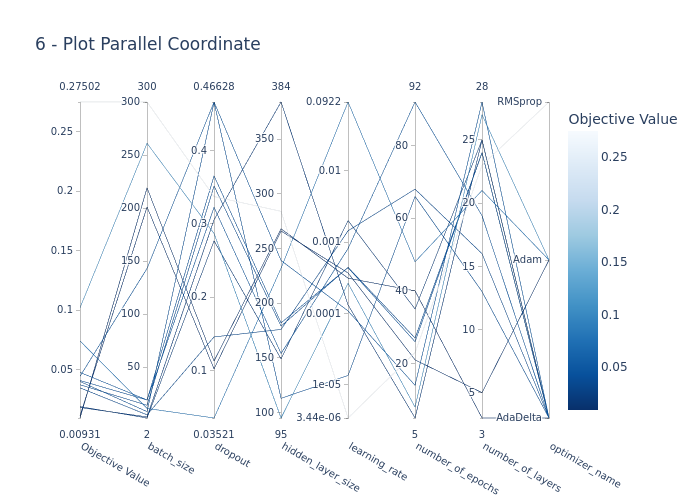 6 - Plot Parallel Coordinate
0.27502 300 0.46628 384 0.0922 92 28
Objective Value
0.25
0.2
0.15
0.1
0.05
0.00931
300
250
200
150
100
50
2
0.4
0.3
0.2
0.1
0.03521
350
300
250
200
150
100
95
0.0922
0.01
0.001
0.0001
1e-05
3.44e-06
80
60
40
20
5
25
20
15
10
5
3
RMSprop
Adam
AdaDelta
Objective Value
batch_size
dropout
hidden_layer_size
learning_rate
number_of_epochs
number_of_layers
optimizer_name
0.25
0.2
0.15
0.1
0.05